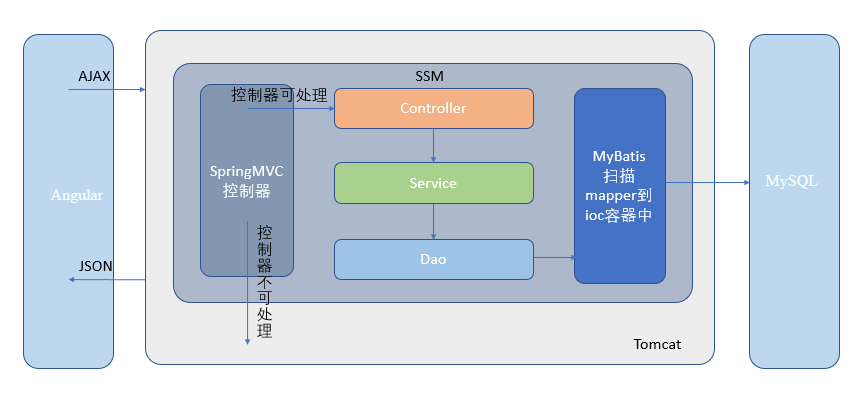 SSM
AJAX
控制器可处理
Controller
SpringMVC
控制器
MyBatis
扫描
mapper到
ioc容器中
Service
Angular
MySQL
控制器不可处理
Dao
JSON
Tomcat